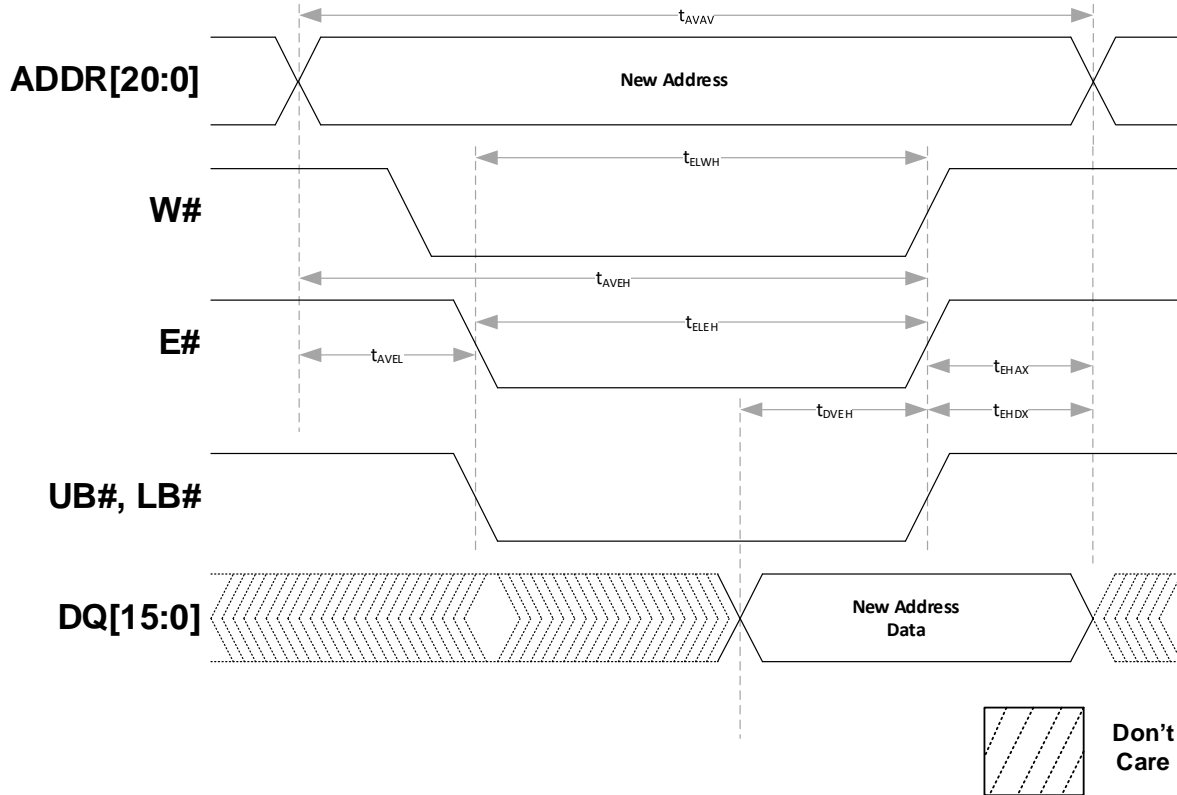 tAVAV
ADDR[20:0]
New Address
tELWH
W#
tAVEH
E#
tELEH
tAVEL
tEHAX
tDVEH
tEHDX
UB#, LB#
DQ[15:0]
New Address
Data
Don't
Care